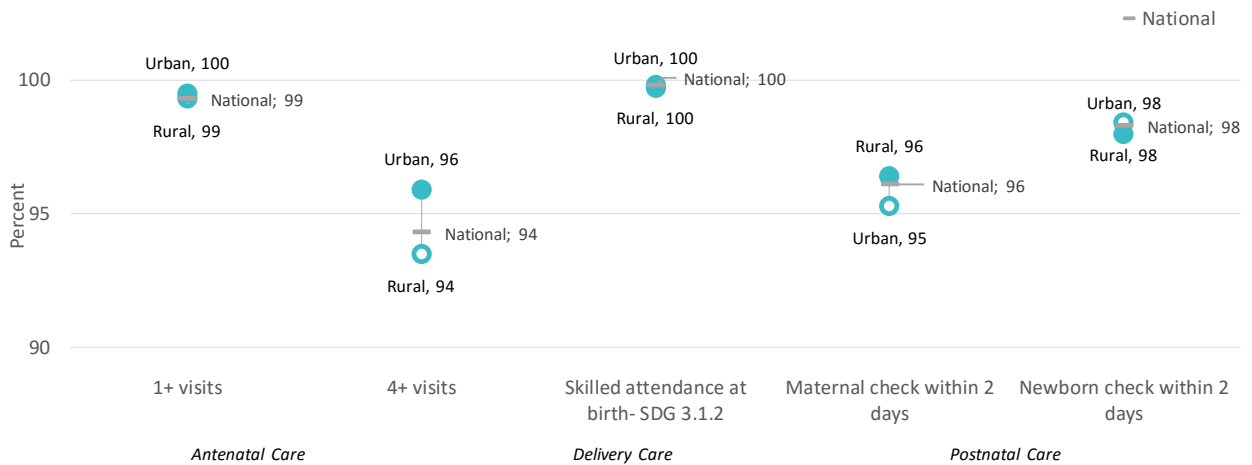 National
Urban, 100
National; 99
Rural, 99
Urban, 96
National; 94
Rural, 94
Urban, 100
National; 100
Rural, 100
Rural, 96
National; 96
Urban, 95
Urban, 98
National; 98
Rural, 98
Percent
100
95
90
1+ visits
4+ visits
Skilled attendance at
birth- SDG 3.1.2
Maternal check within 2
days
Newborn check within 2
days
Antenatal Care
Delivery Care
Postnatal Care